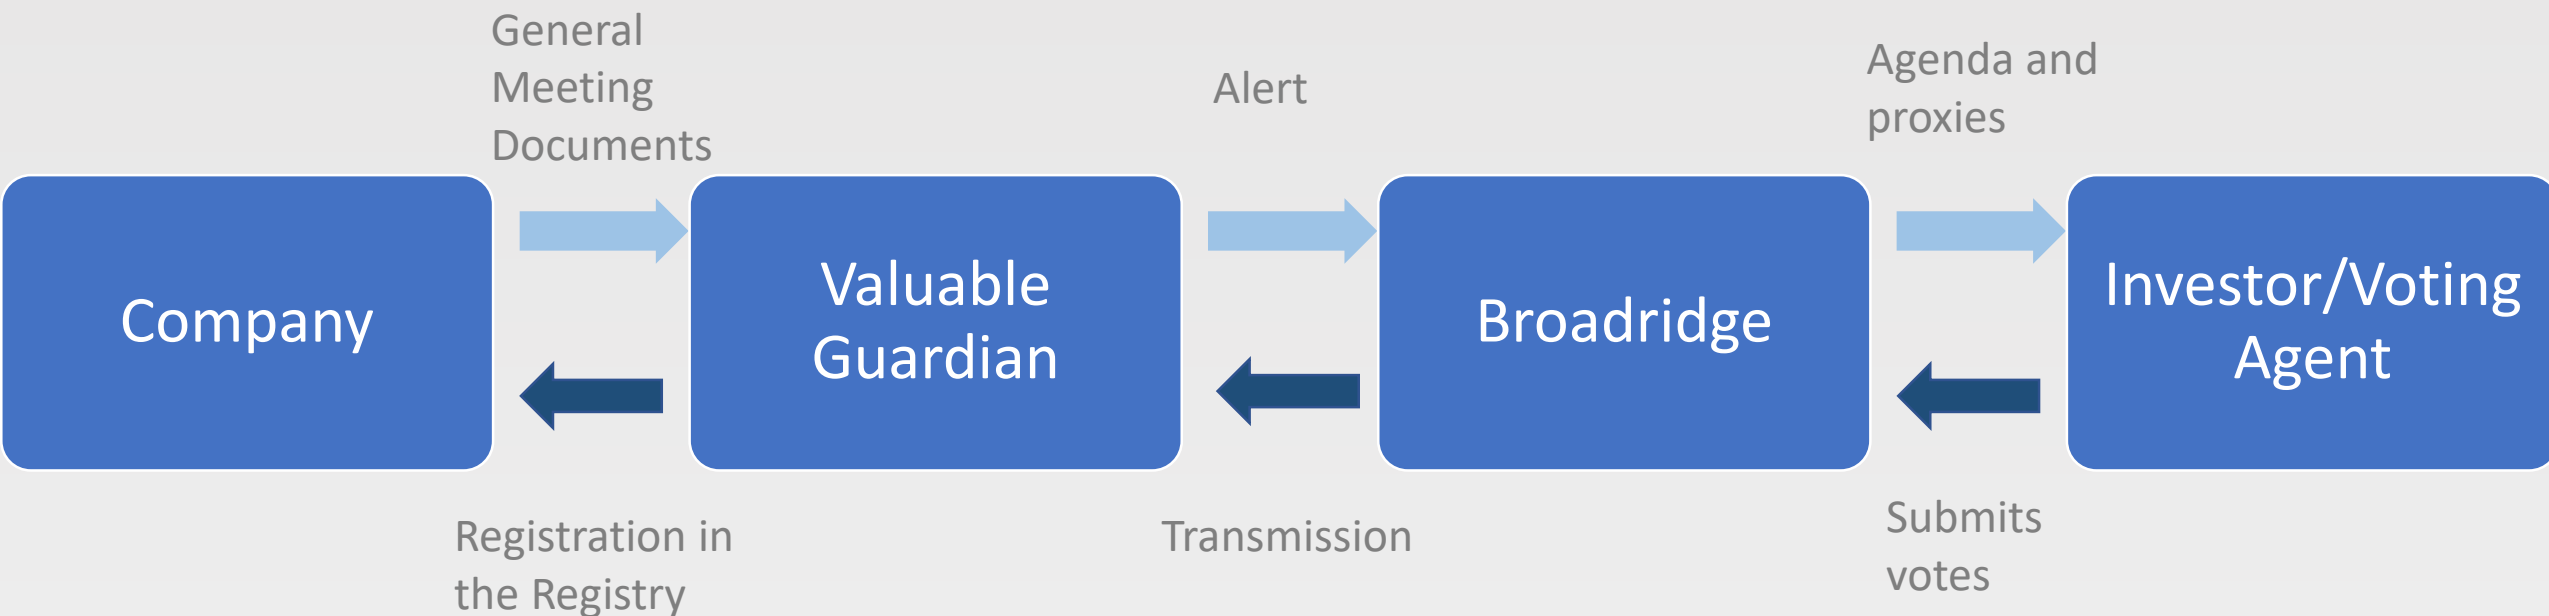 General
Meeting
Documents
Alert
Agenda and
proxies
Company
Valuable
Guardian
Broadridge
Investor/Voting
Agent
Registration in
the Registry
Transmission
Submits
votes